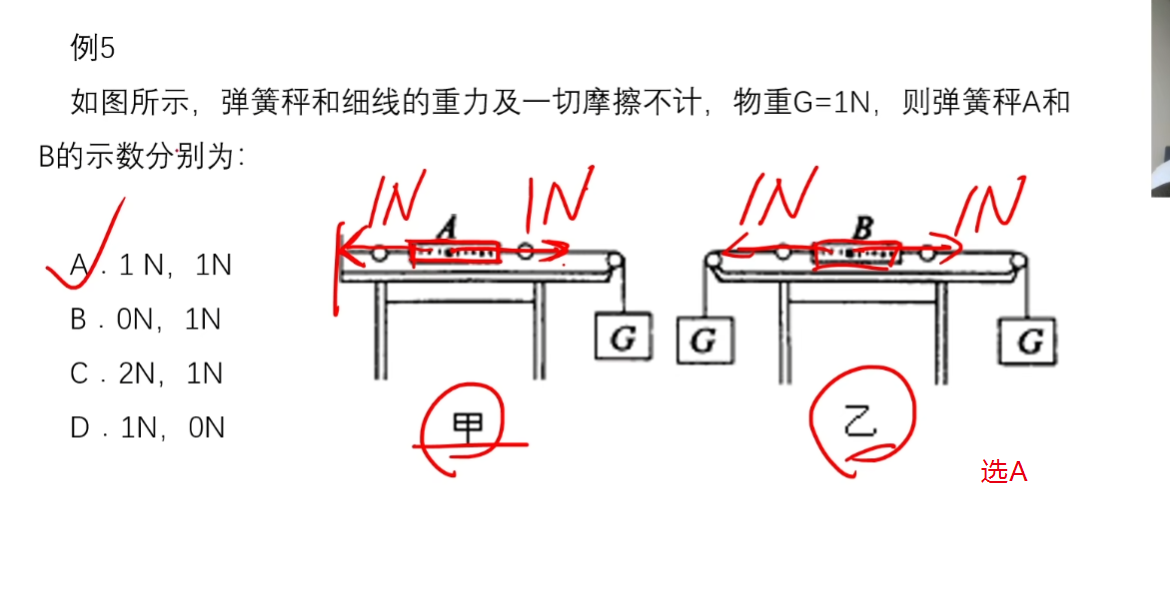 例5
如图所示，弹簧秤和细线的重力及一切摩擦不计，物重G=1N，则弹簧秤A和
B的示数分别为：
1N 1N 1N 1N
A B
A．1 N，1N
B．0N，1N
C．2N，1N
D．1N，0N
G G G
甲 乙
选A